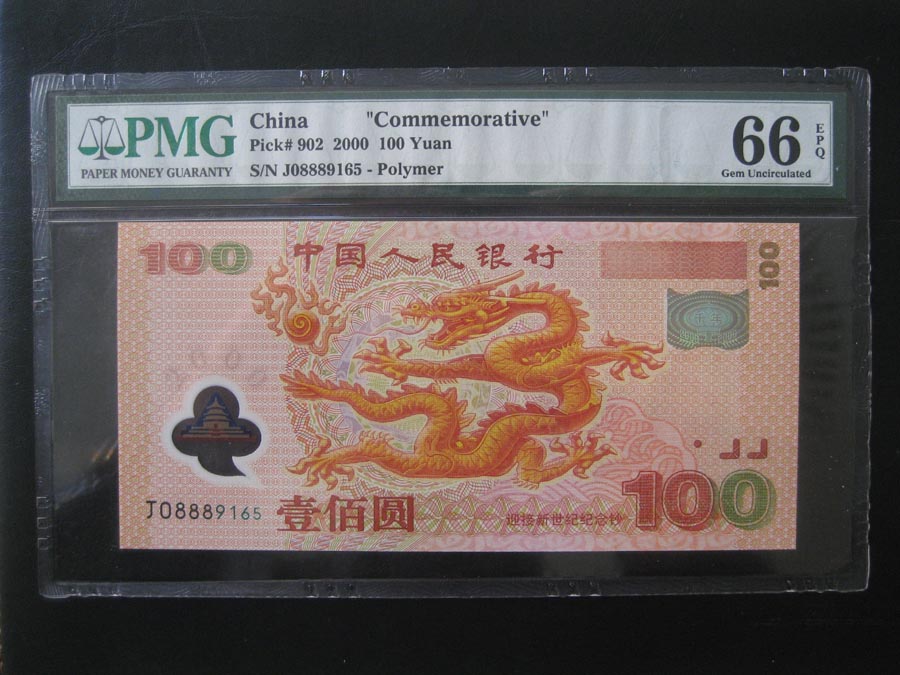 PMG
PAPER MONEY GUARANTY
China "Commemorative"
Pick# 902 2000 100 Yuan
S/N J08889165 - Polymer
66
EPQ
Gem Uncirculated
100
中国人民银行
100
J08889165
壹佰圆
迎接新世纪纪念钞
100